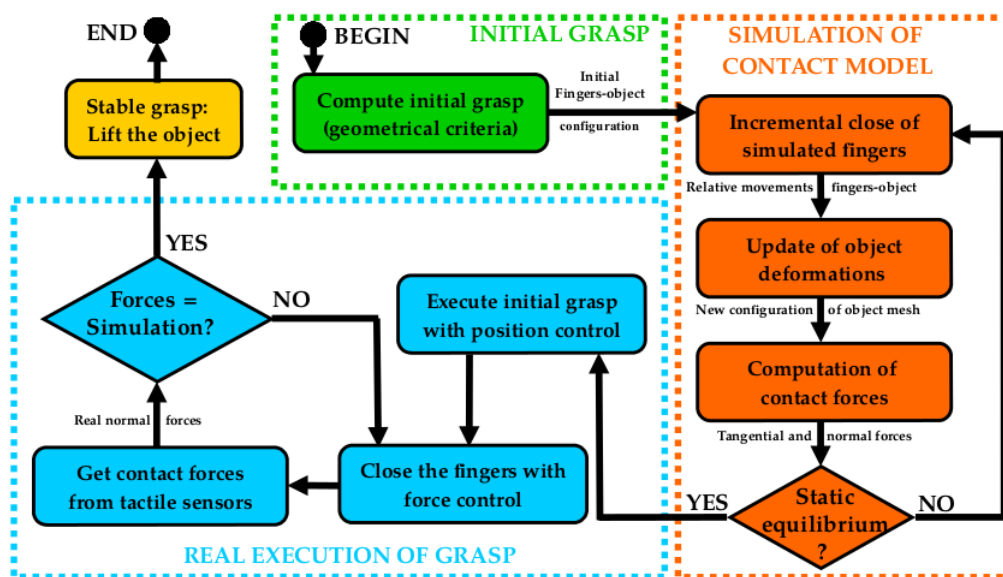 END
BEGIN
INITIAL GRASP
SIMULATION OF
CONTACT MODEL
Stable grasp:
Lift the object
Compute initial grasp
(geometrical criteria)
Initial
Fingers-object
configuration
Incremental close of
simulated fingers
Relative movements fingers-object
Update of object
deformations
New configuration of object mesh
Computation of
contact forces
Tangential and normal forces
Static
equilibrium
?
YES
NO
YES
Forces =
Simulation?
NO
Execute initial grasp
with position control
Real normal forces
Get contact forces
from tactile sensors
Close the fingers with
force control
REAL EXECUTION OF GRASP